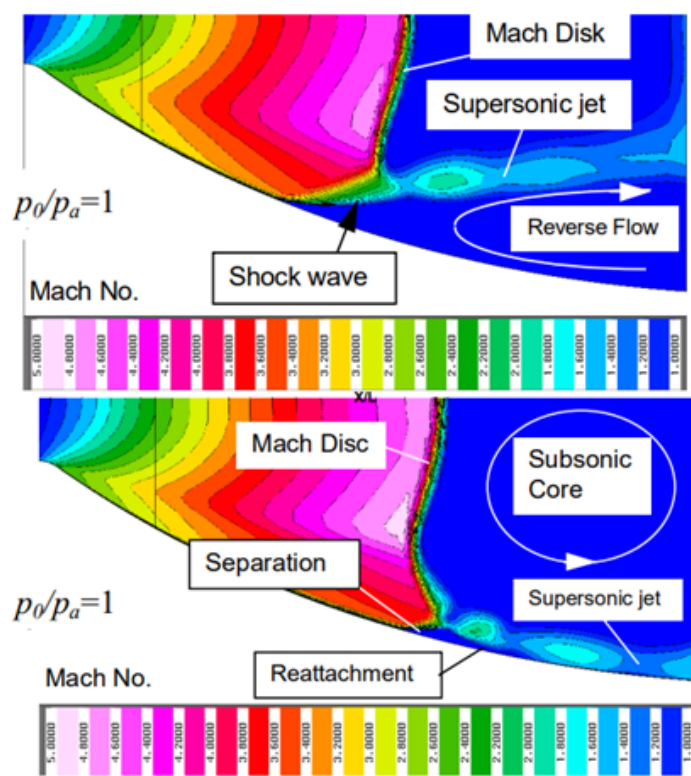 Mach Disk
Supersonic jet
p₀/pₐ=1
Reverse Flow
Shock wave
Mach No.
5.0000
4.8000
4.6000
4.4000
4.2000
4.0000
3.8000
3.6000
3.4000
3.2000
3.0000
2.8000
2.6000
2.4000
2.2000
2.0000
1.8000
1.6000
1.4000
1.2000
1.0000
X/L
Mach Disc
Subsonic
Core
Separation
p₀/pₐ=1
Supersonic jet
Reattachment
Mach No.
5.0000
4.8000
4.6000
4.4000
4.2000
4.0000
3.8000
3.6000
3.4000
3.2000
3.0000
2.8000
2.6000
2.4000
2.2000
2.0000
1.8000
1.6000
1.4000
1.2000
1.0000